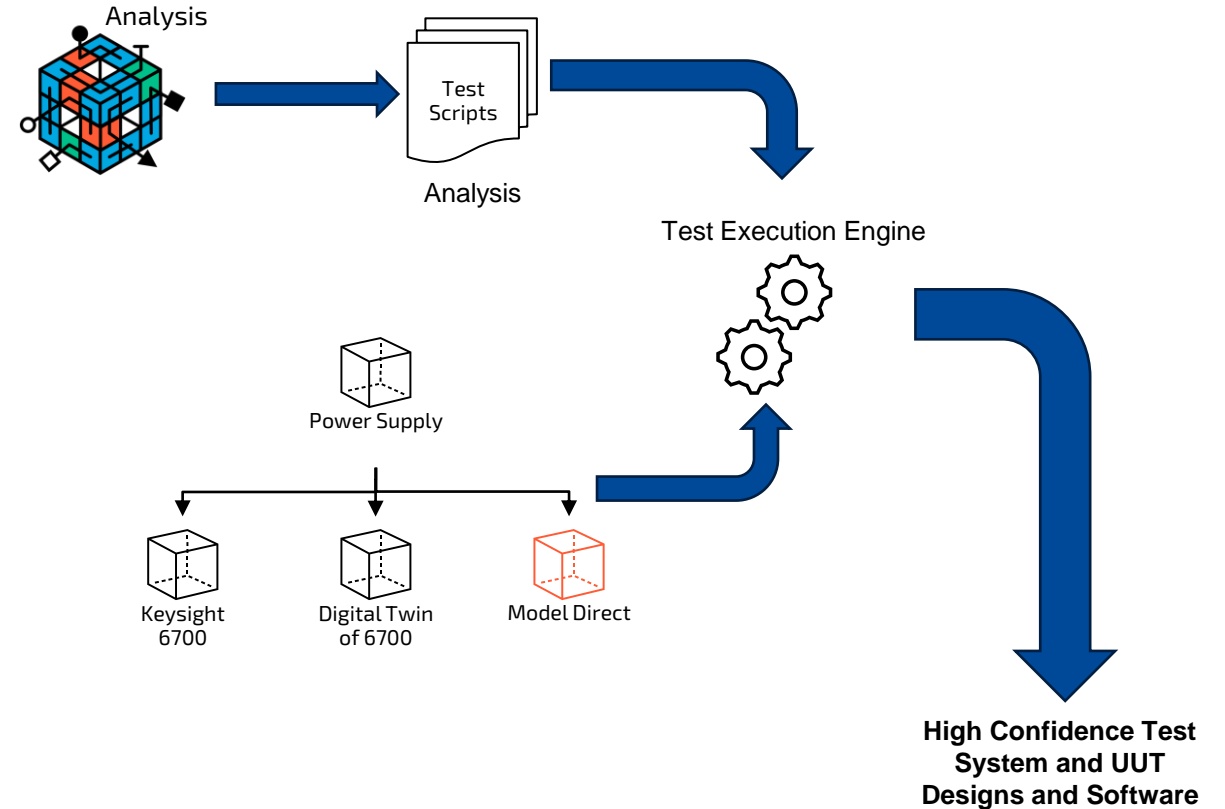 Analysis
Test
Scripts
Analysis
Test Execution Engine
Power Supply
Keysight
6700
Digital Twin
of 6700
Model Direct
High Confidence Test
System and UUT
Designs and Software